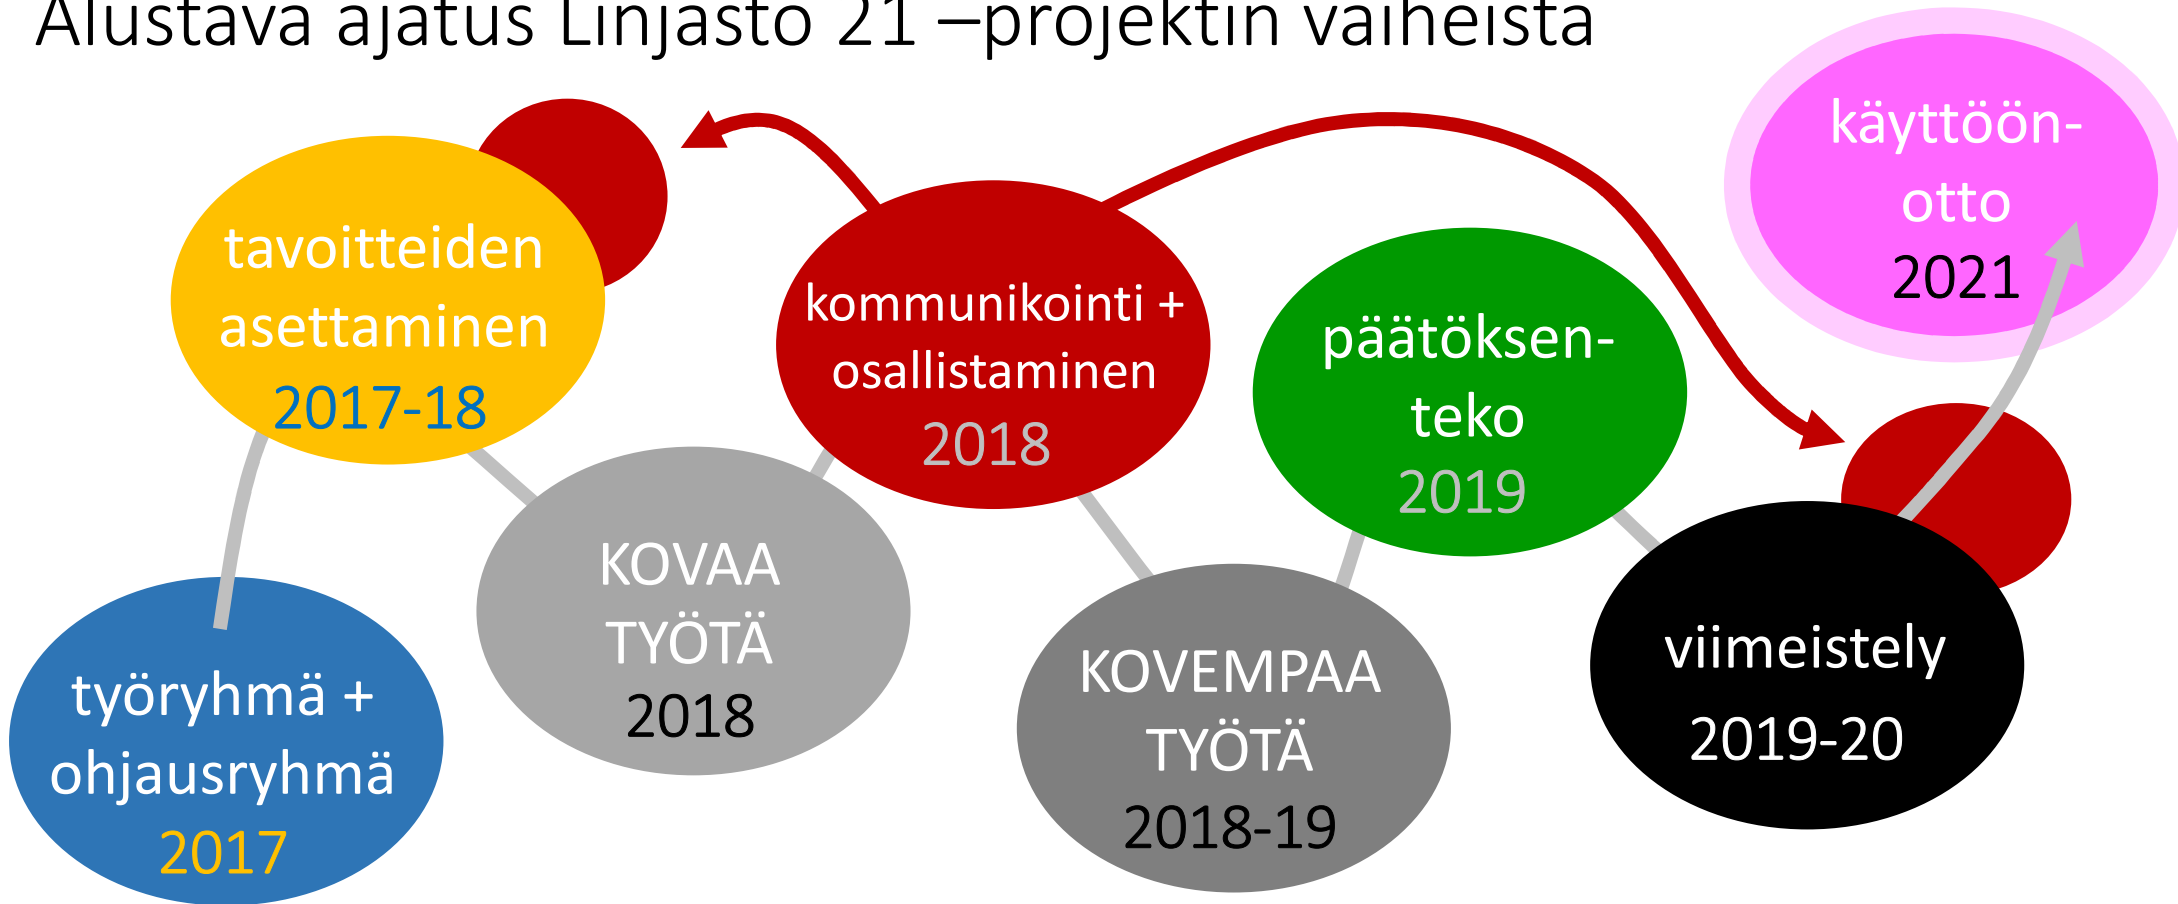 Alustava ajatus Linjasto 21 –projektin vaiheista
työryhmä +
ohjausryhmä
2017
tavoitteiden
asettaminen
2017-18
KOVAA
TYÖTÄ
2018
kommunikointi +
osallistaminen
2018
KOVEMPAA
TYÖTÄ
2018-19
päätöksen-
teko
2019
viimeistely
2019-20
käyttöön-
otto
2021